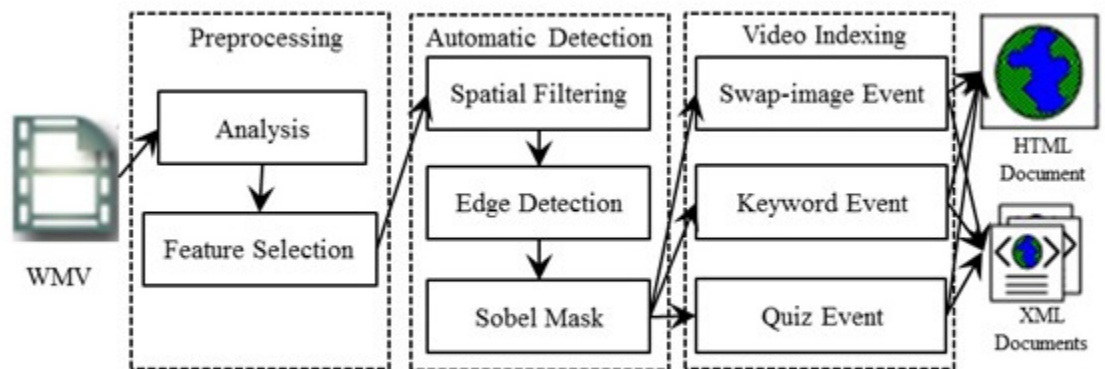 WMV
Preprocessing
Analysis
Feature Selection
Automatic Detection
Spatial Filtering
Edge Detection
Sobel Mask
Video Indexing
Swap-image Event
Keyword Event
Quiz Event
HTML
Document
XML
Documents